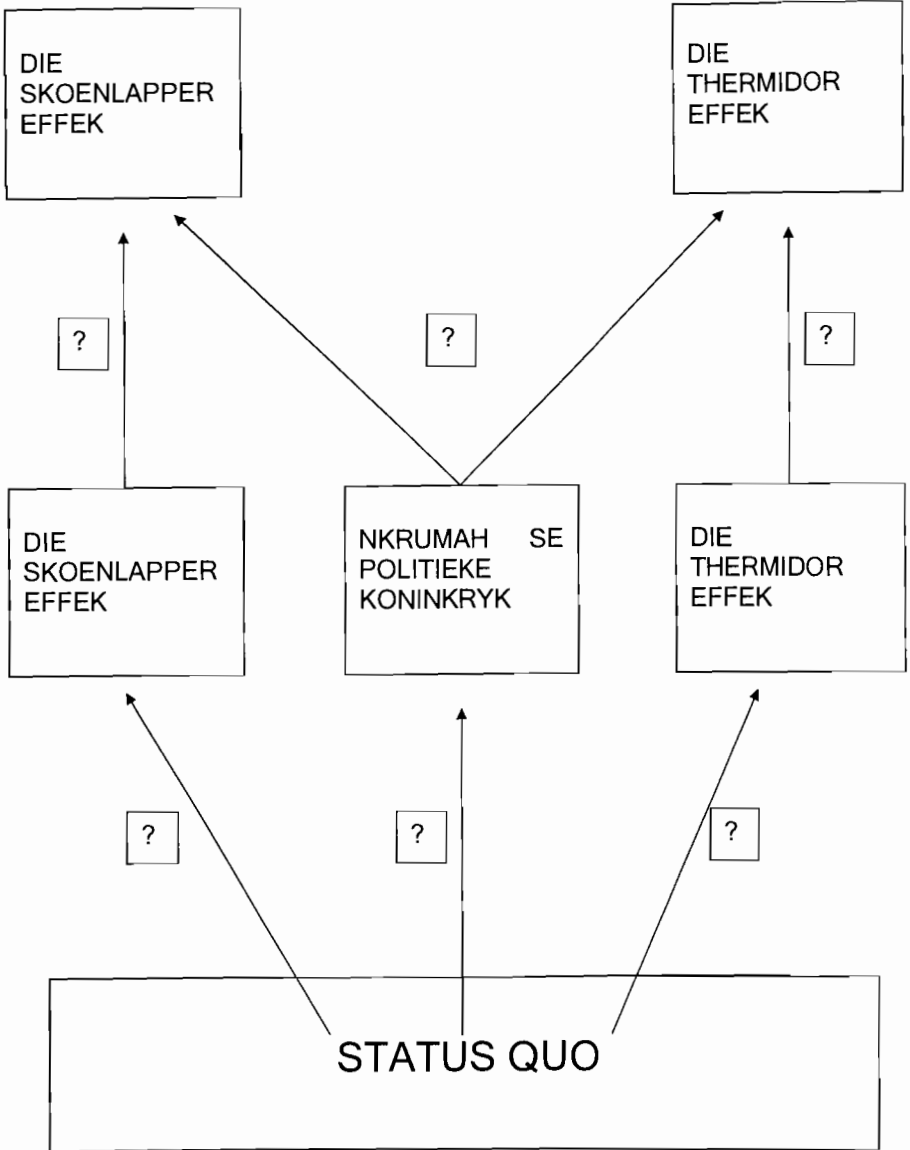 DIE
SKOENLAPPER
EFFEK
DIE
THERMIDOR
EFFEK
?
?
?
DIE
SKOENLAPPER
EFFEK
NKRUMAH SE
POLITIEKE
KONINKRYK
DIE
THERMIDOR
EFFEK
?
?
?
STATUS QUO